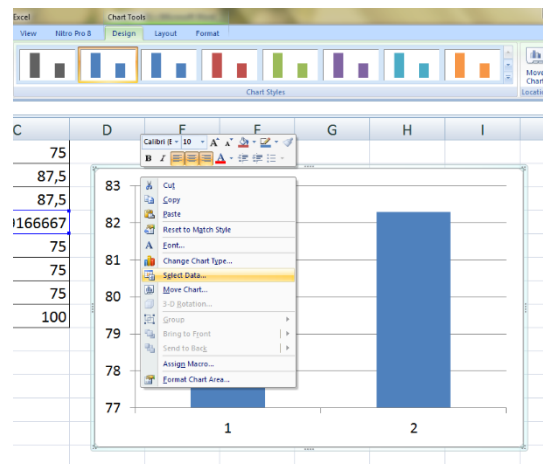 Excel
Chart Tools
View Nitro Pro 8 Design Layout Format
Move
Chart
Chart Styles
Locatio
C D E F G H I
Calibri (I 10 A A
B I A
75
87,5
87,5
0166667
75
75
75
100
Cut
Copy
Paste
Reset to Match Style
A Font...
Change Chart Type...
Select Data...
Move Chart...
3-D Rotation...
Group
Bring to Front
Send to Back
Assign Macro...
Format Chart Area...
83
82
81
80
79
78
77
1 2